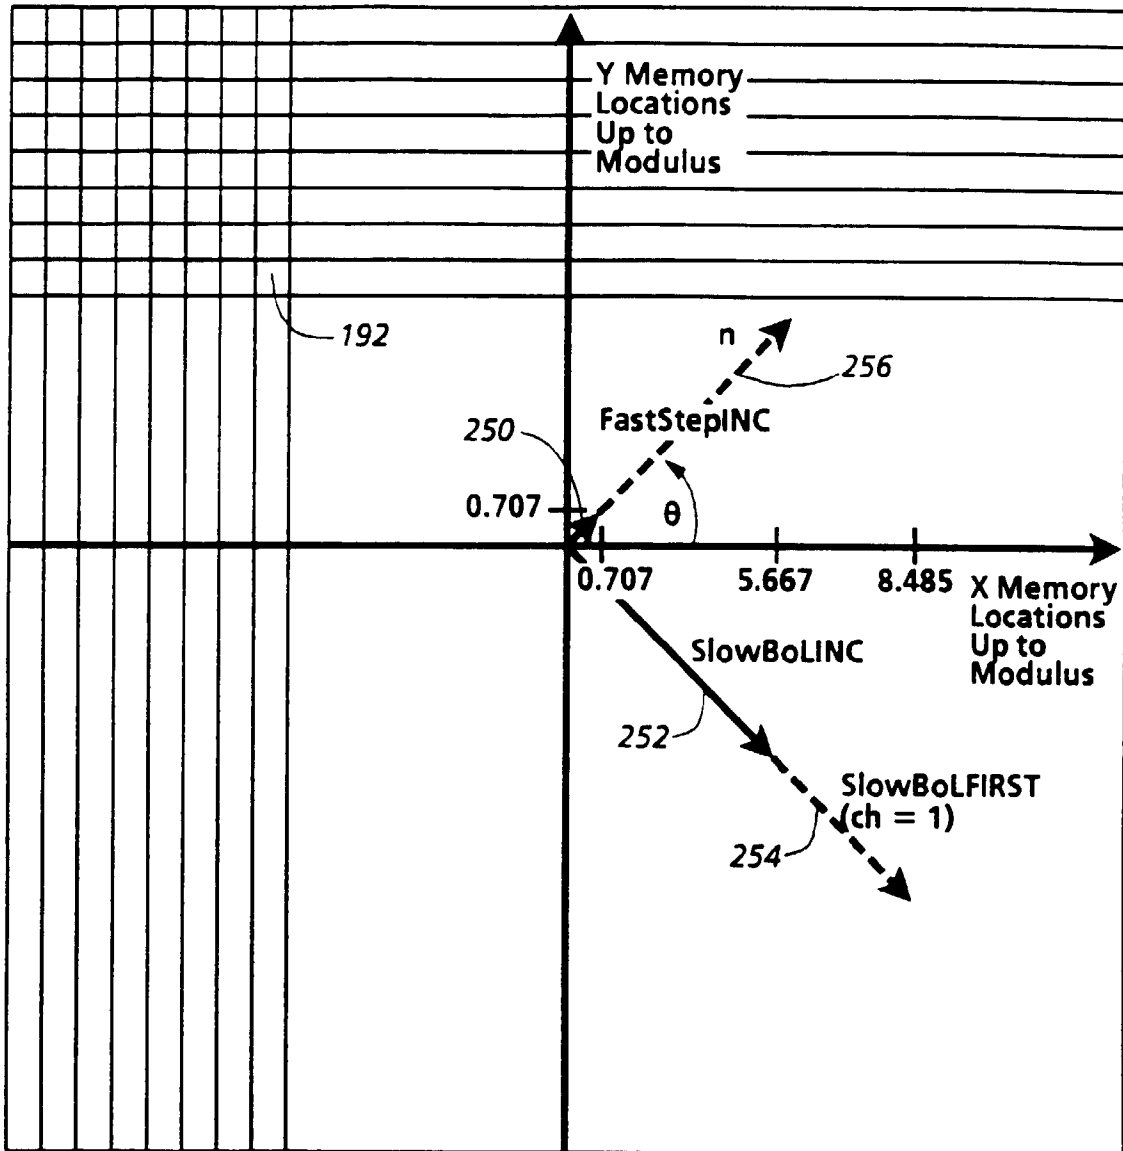 Y Memory
Locations
Up to
Modulus
192
n
256
FastStepINC
250
0.707
θ
0.707
5.667
8.485
X Memory
Locations
Up to
Modulus
SlowBoLINC
252
SlowBoLFIRST
(ch = 1)
254